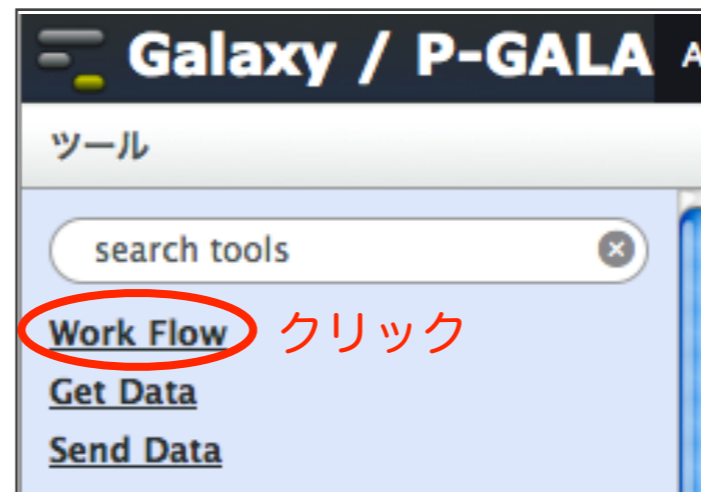 Galaxy / P-GALA A
ツール
search tools
Work Flow クリック
Get Data
Send Data